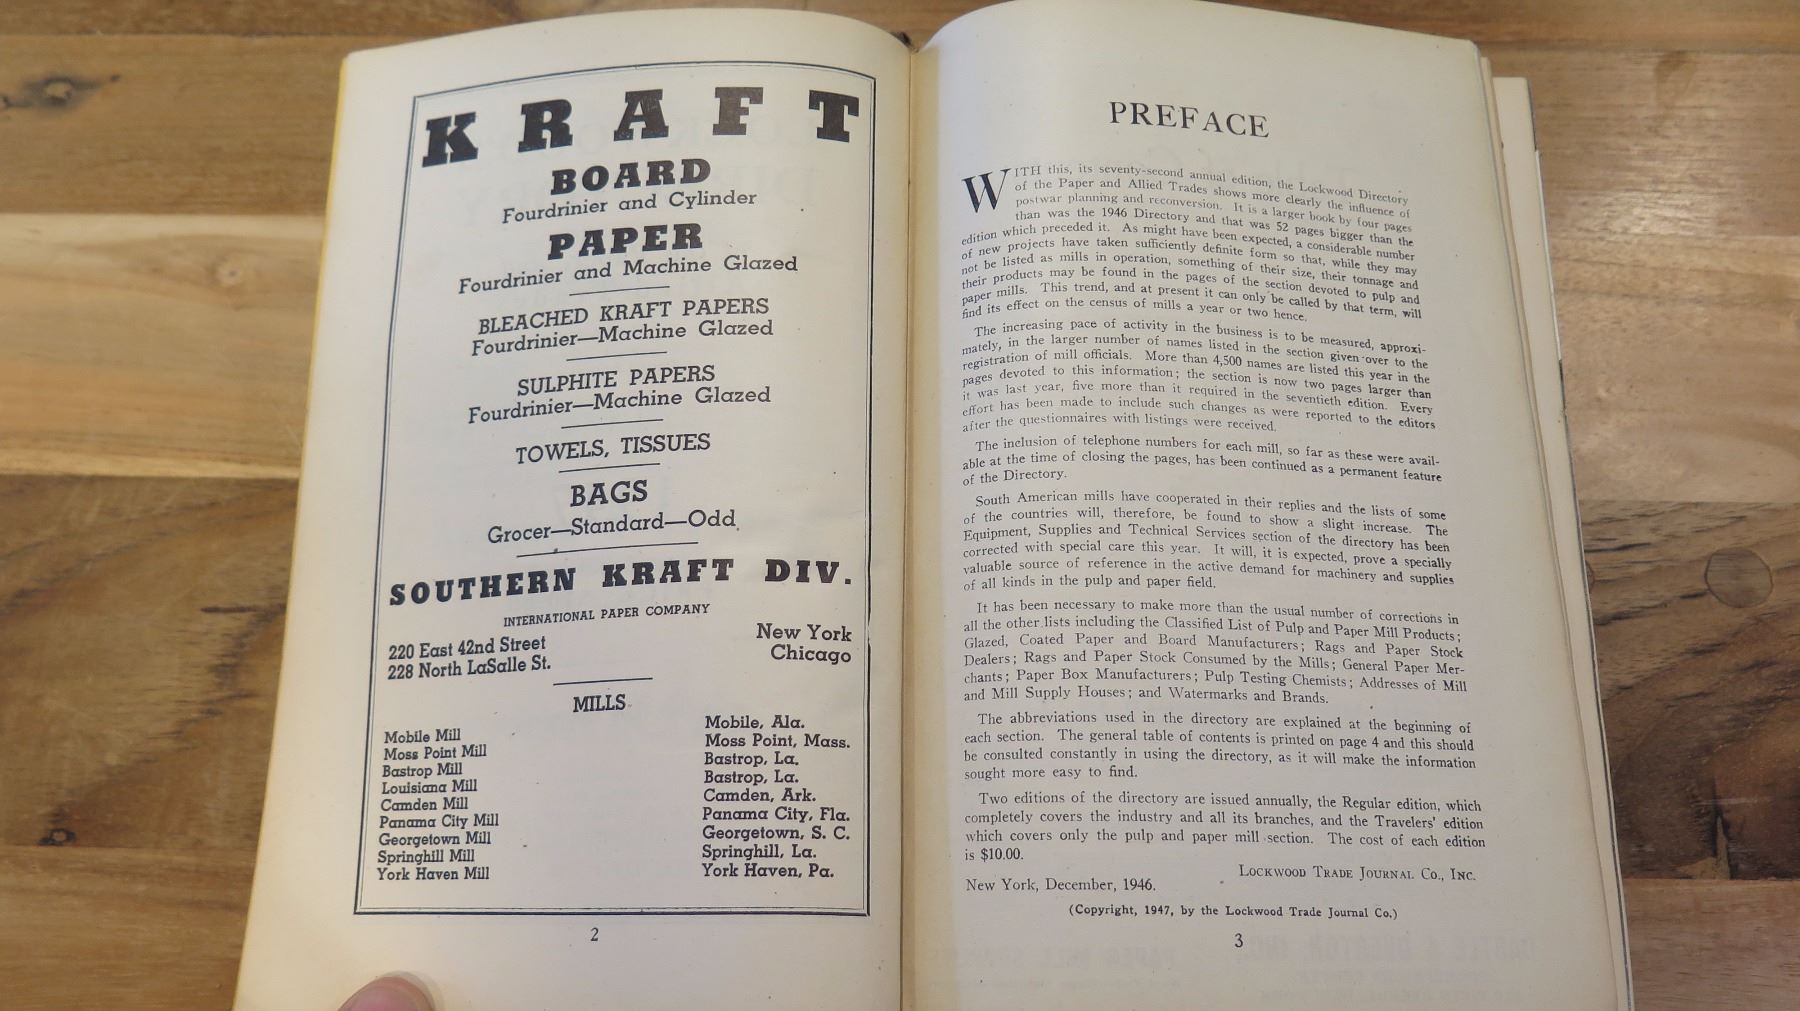 KRAFT
BOARD
Fourdrinier and Cylinder
PAPER
Fourdrinier and Machine Glazed
BLEACHED KRAFT PAPERS
Fourdrinier—Machine Glazed
SULPHITE PAPERS
Fourdrinier—Machine Glazed
TOWELS, TISSUES
BAGS
Grocer—Standard—Odd
SOUTHERN KRAFT DIV.
INTERNATIONAL PAPER COMPANY
220 East 42nd Street New York
228 North LaSalle St. Chicago
MILLS
Mobile Mill Mobile, Ala.
Moss Point Mill Moss Point, Mass.
Bastrop Mill Bastrop, La.
Louisiana Mill Bastrop, La.
Camden Mill Camden, Ark.
Panama City Mill Panama City, Fla.
Georgetown Mill Georgetown, S. C.
Springhill Mill Springhill, La.
York Haven Mill York Haven, Pa.
2
PREFACE
WITH this, its seventy-second annual edition, the Lockwood Directory
of the Paper and Allied Trades shows more clearly the influence of
postwar planning and reconversion. It is a larger book by four pages
than was the 1946 Directory and that was 52 pages bigger than the
edition which preceded it. As might have been expected, a considerable number
of new projects have taken sufficiently definite form so that, while they may
not be listed as mills in operation, something of their size, their tonnage and
their products may be found in the pages of the section devoted to pulp and
paper mills. This trend, and at present it can only be called by that term, will
find its effect on the census of mills a year or two hence.
The increasing pace of activity in the business is to be measured, approxi-
mately, in the larger number of names listed in the section given over to the
registration of mill officials. More than 4,500 names are listed this year in the
pages devoted to this information; the section is now two pages larger than
it was last year, five more than it required in the seventieth edition. Every
effort has been made to include such changes as were reported to the editors
after the questionnaires with listings were received.
The inclusion of telephone numbers for each mill, so far as these were avail-
able at the time of closing the pages, has been continued as a permanent feature
of the Directory.
South American mills have cooperated in their replies and the lists of some
of the countries will, therefore, be found to show a slight increase. The
Equipment, Supplies and Technical Services section of the directory has been
corrected with special care this year. It will, it is expected, prove a specially
valuable source of reference in the active demand for machinery and supplies
of all kinds in the pulp and paper field.
It has been necessary to make more than the usual number of corrections in
all the other lists including the Classified List of Pulp and Paper Mill Products;
Glazed, Coated Paper and Board Manufacturers; Rags and Paper Stock
Dealers; Rags and Paper Stock Consumed by the Mills; General Paper Mer-
chants; Paper Box Manufacturers; Pulp Testing Chemists; Addresses of Mill
and Mill Supply Houses; and Watermarks and Brands.
The abbreviations used in the directory are explained at the beginning of
each section. The general table of contents is printed on page 4 and this should
be consulted constantly in using the directory, as it will make the information
sought more easy to find.
Two editions of the directory are issued annually, the Regular edition, which
completely covers the industry and all its branches, and the Travelers' edition
which covers only the pulp and paper mill section. The cost of each edition
is $10.00.
LOCKWOOD TRADE JOURNAL CO., INC.
New York, December, 1946.
(Copyright, 1947, by the Lockwood Trade Journal Co.)
3